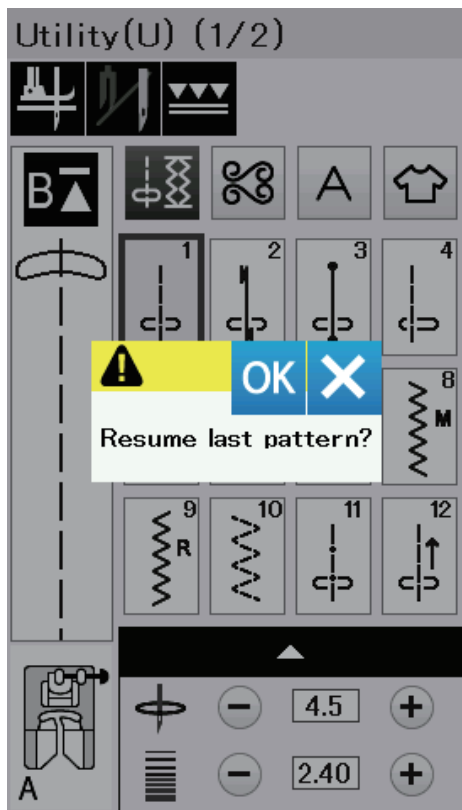 Utility(U) (1/2)
B
A
1 2 3 4
OK
Resume last pattern?
8
M
9 10 11 12
R
4.5
2.40
A